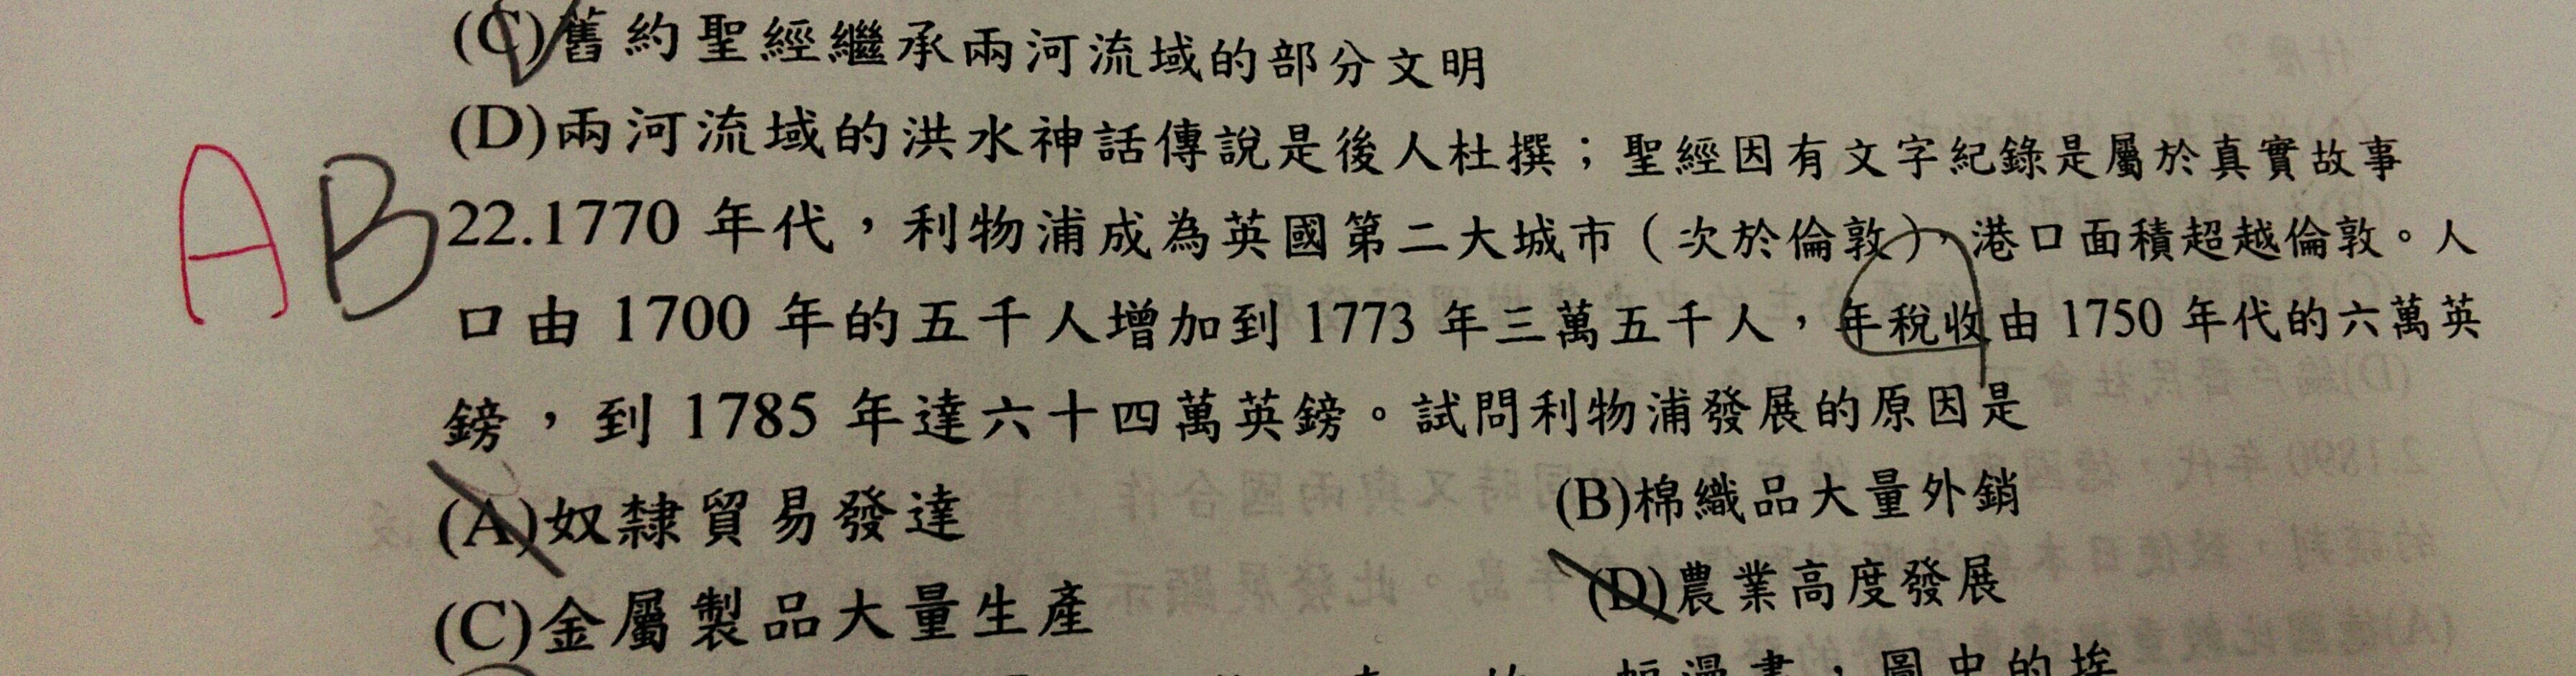 (C)舊約聖經繼承兩河流域的部分文明
(D)兩河流域的洪水神話傳說是後人杜撰；聖經因有文字紀錄是屬於真實故事
AB
22.1770 年代，利物浦成為英國第二大城市（次於倫敦），港口面積超越倫敦。人
口由 1700 年的五千人增加到 1773 年三萬五千人，年稅收由 1750 年代的六萬英
鎊，到 1785 年達六十四萬英鎊。試問利物浦發展的原因是
(A)奴隸貿易發達 (B)棉織品大量外銷
(C)金屬製品大量生產 (D)農業高度發展
幅漫畫，圖中的埃